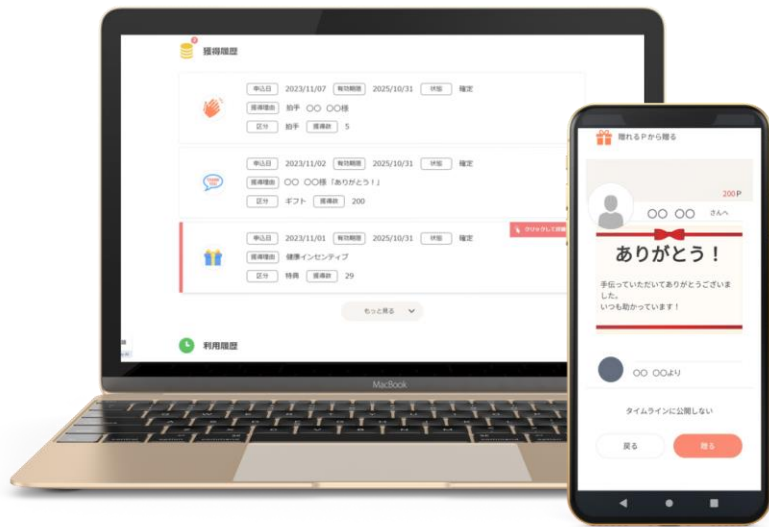 獲得履歴
申込日 2023/11/07 有効期限 2025/10/31 状態 確定
獲得理由 拍手 〇〇 〇〇様
区分 拍手 獲得数 5
申込日 2023/11/02 有効期限 2025/10/31 状態 確定
獲得理由 〇〇 〇〇様「ありがとう!」
区分 ギフト 獲得数 200
クリックして詳細
申込日 2023/11/01 有効期限 2025/10/31 状態 確定
獲得理由 健康インセンティブ
区分 特典 獲得数 29
もっと見る
利用履歴
MacBook
贈れるPから贈る
200 P
〇〇 〇〇 さんへ
ありがとう!
手伝っていただいてありがとうございま
した。
いつも助かっています!
〇〇 〇〇より
タイムラインに公開しない
戻る 贈る